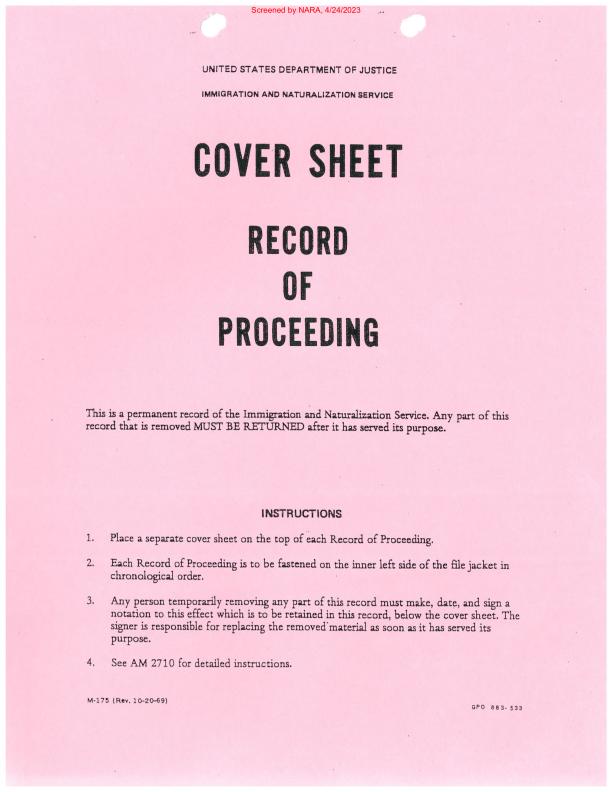 Screened by NARA, 4/24/2023
UNITED STATES DEPARTMENT OF JUSTICE
IMMIGRATION AND NATURALIZATION SERVICE
COVER SHEET
RECORD
OF
PROCEEDING
This is a permanent record of the Immigration and Naturalization Service. Any part of this
record that is removed MUST BE RETURNED after it has served its purpose.
INSTRUCTIONS
1. Place a separate cover sheet on the top of each Record of Proceeding.
2. Each Record of Proceeding is to be fastened on the inner left side of the file jacket in
chronological order.
3. Any person temporarily removing any part of this record must make, date, and sign a
notation to this effect which is to be retained in this record, below the cover sheet. The
signer is responsible for replacing the removed material as soon as it has served its
purpose.
4. See AM 2710 for detailed instructions.
M-175 (Rev. 10-20-69)
GPO 883-533